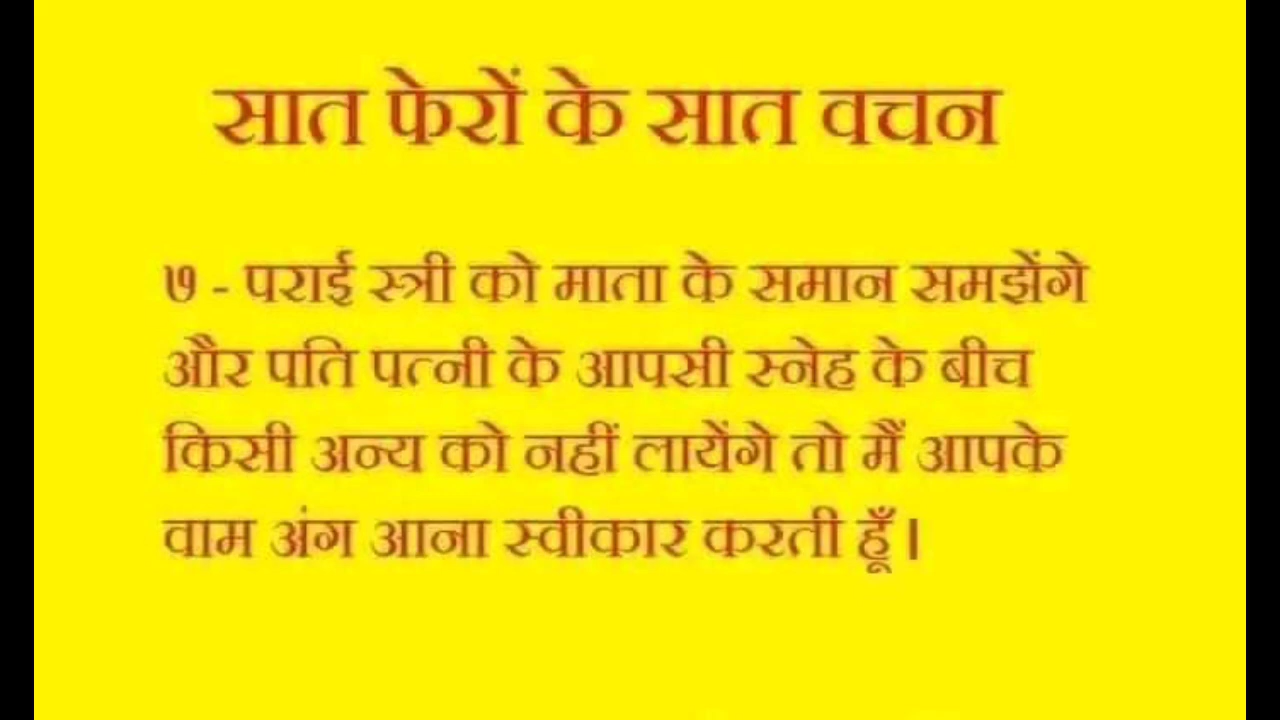 सात फेरों के सात वचन
७ - पराई स्त्री को माता के समान समझेंगे
और पति पत्नी के आपसी स्नेह के बीच
किसी अन्य को नहीं लायेंगे तो मैं आपके
वाम अंग आना स्वीकार करती हूँ।